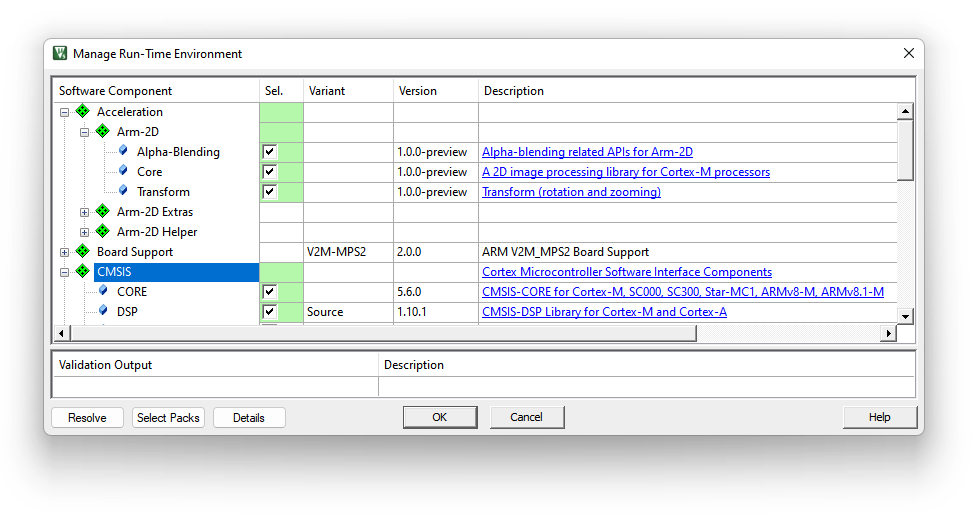 Manage Run-Time Environment
Software Component Sel. Variant Version Description
Acceleration
Arm-2D
Alpha-Blending 1.0.0-preview Alpha-blending related APIs for Arm-2D
Core 1.0.0-preview A 2D image processing library for Cortex-M processors
Transform 1.0.0-preview Transform (rotation and zooming)
Arm-2D Extras
Arm-2D Helper
Board Support V2M-MPS2 2.0.0 ARM V2M_MPS2 Board Support
CMSIS Cortex Microcontroller Software Interface Components
CORE 5.6.0 CMSIS-CORE for Cortex-M, SC000, SC300, Star-MC1, ARMv8-M, ARMv8.1-M
DSP Source 1.10.1 CMSIS-DSP Library for Cortex-M and Cortex-A
Validation Output Description
Resolve Select Packs Details OK Cancel Help